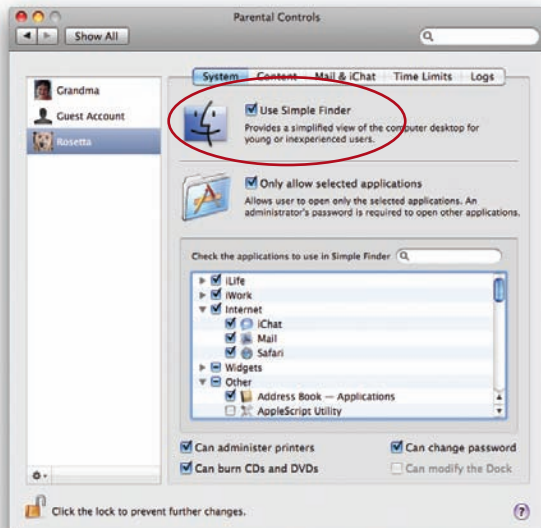 Parental Controls
Show All
System Content Mail & iChat Time Limits Logs
Grandma
Guest Account
Rosetta
Use Simple Finder
Provides a simplified view of the computer desktop for
young or inexperienced users.
Only allow selected applications
Allows user to open only the selected applications. An
administrator's password is required to open other applications.
Check the applications to use in Simple Finder
iLife
iWork
Internet
iChat
Mail
Safari
Widgets
Other
Address Book — Applications
AppleScript Utility
Can administer printers Can change password
Can burn CDs and DVDs Can modify the Dock
Click the lock to prevent further changes.
?